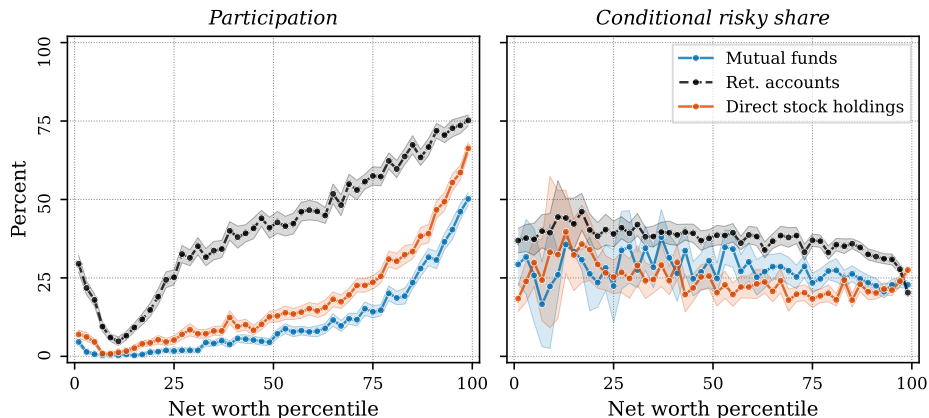 Participation
Conditional risky share
Percent
100
75
50
25
0
0
25
50
75
100
Net worth percentile
Mutual funds
Ret. accounts
Direct stock holdings
0
25
50
75
100
Net worth percentile